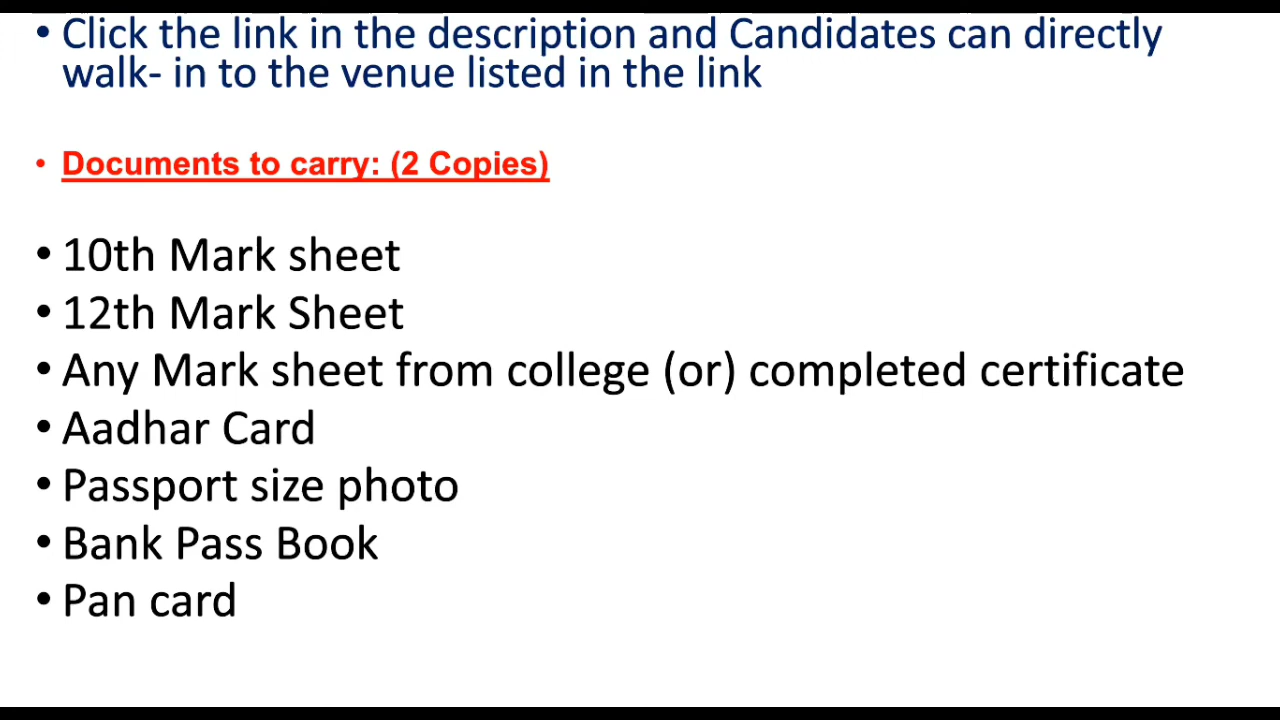 • Click the link in the description and Candidates can directly
walk- in to the venue listed in the link
• Documents to carry: (2 Copies)
• 10th Mark sheet
• 12th Mark Sheet
• Any Mark sheet from college (or) completed certificate
• Aadhar Card
• Passport size photo
• Bank Pass Book
• Pan card